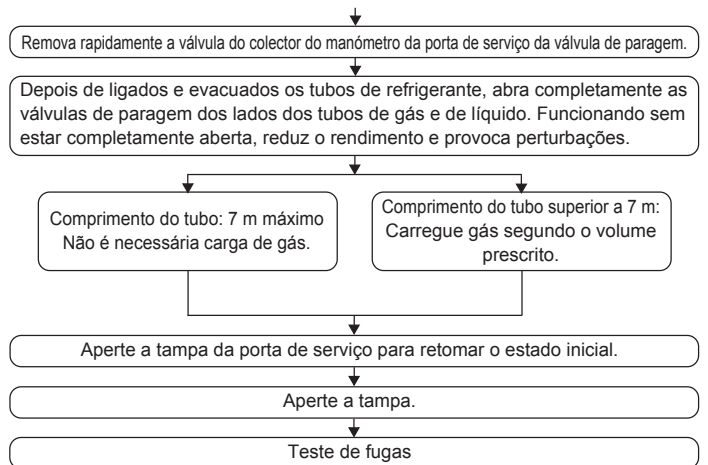 Remova rapidamente a válvula do colector do manómetro da porta de serviço da válvula de paragem.
Depois de ligados e evacuados os tubos de refrigerante, abra completamente as
válvulas de paragem dos lados dos tubos de gás e de líquido. Funcionando sem
estar completamente aberta, reduz o rendimento e provoca perturbações.
Comprimento do tubo: 7 m máximo
Não é necessária carga de gás.
Comprimento do tubo superior a 7 m:
Carregue gás segundo o volume
prescrito.
Aperte a tampa da porta de serviço para retomar o estado inicial.
Aperte a tampa.
Teste de fugas